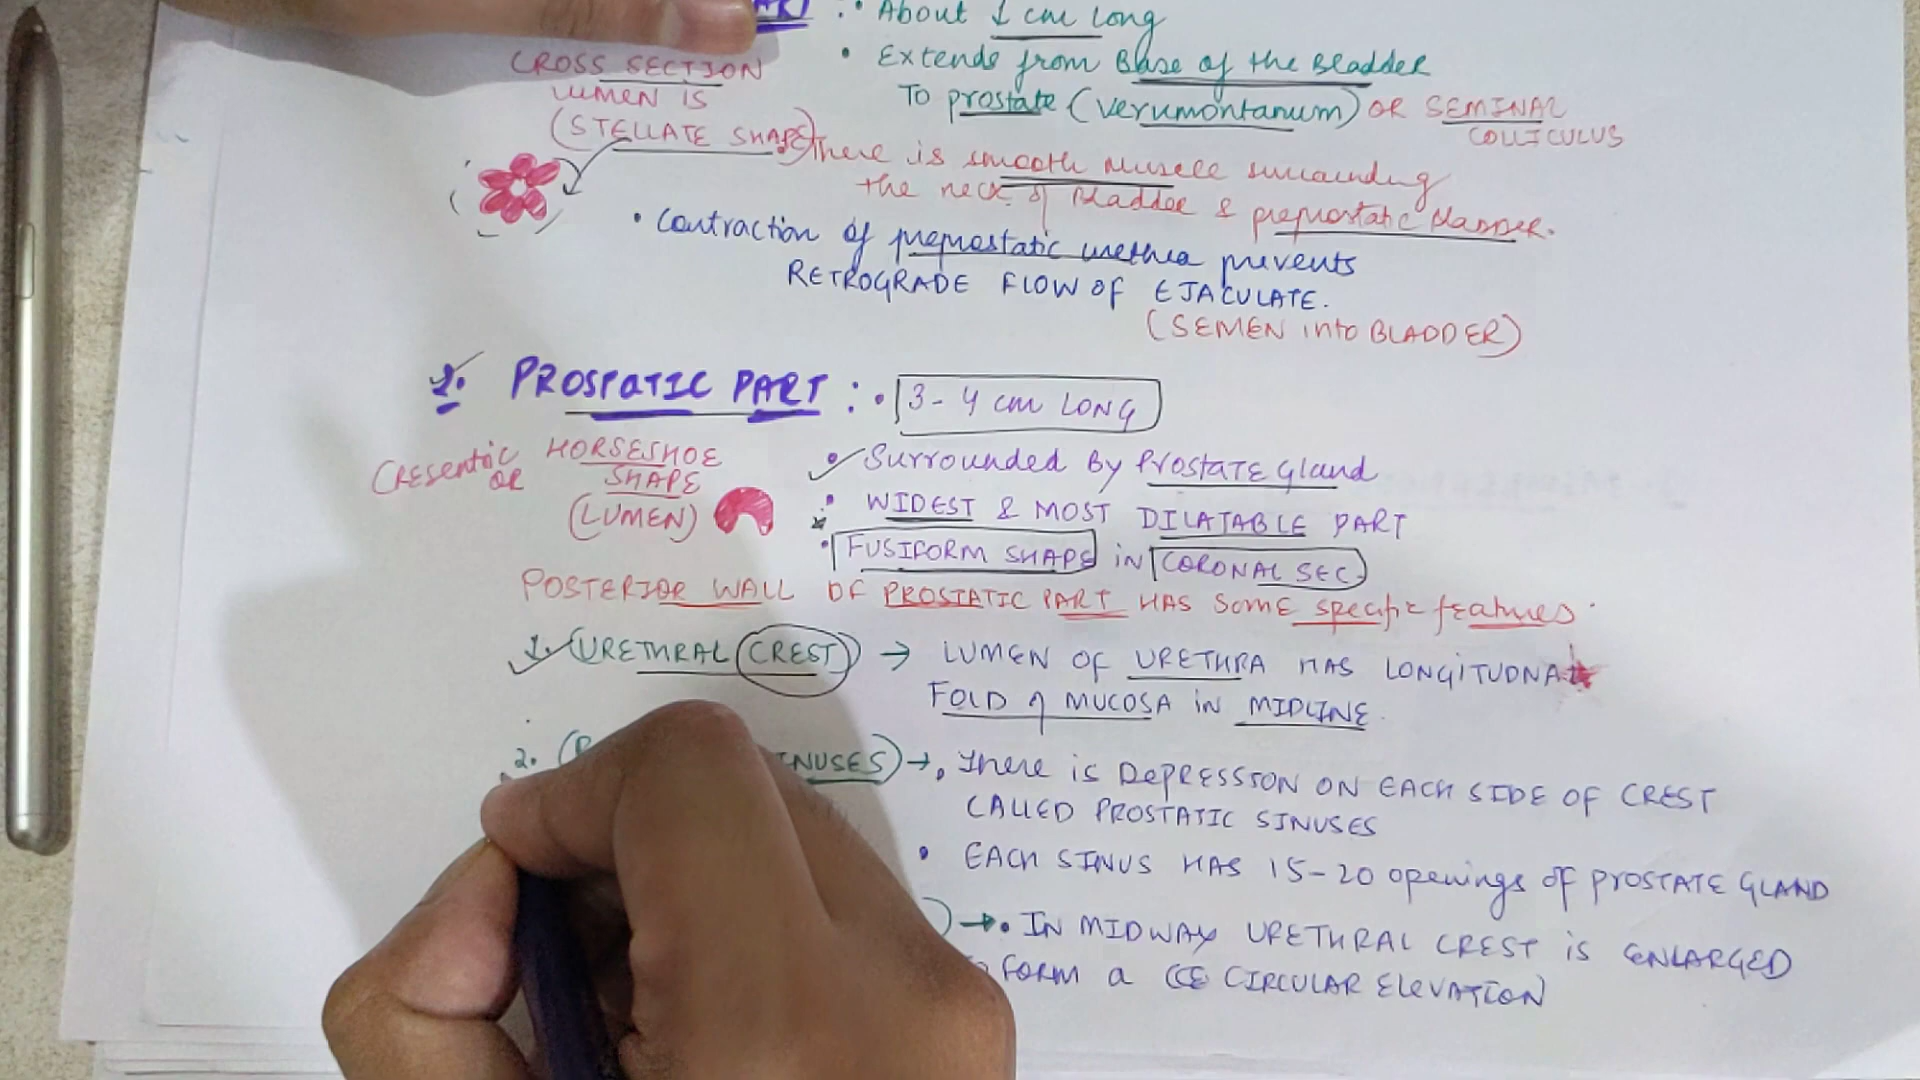 : • About 1 cm long
CROSS SECTION
LUMEN IS
(STELLATE SHAPE)
• Extends from Base of the Bladder
To prostate (verumontanum) OR SEMINAL
COLLICULUS
• There is smooth muscle surrounding
the neck of Bladder & preprostatic bladder.
• Contraction of preprostatic urethra prevents
RETROGRADE FLOW OF EJACULATE.
(SEMEN into BLADDER)
2. PROSTATIC PART : • 3-4 cm LONG
CRESENTIC OR HORSESHOE
SHAPE
(LUMEN)
• Surrounded By ProstaTE Gland
• WIDEST & MOST DILATABLE PART
• FUSIFORM SHAPE in CORONAL SEC.
POSTERIOR WALL OF PROSTATIC PART HAS SOME specific features.
1. (URETHRAL CREST) → LUMEN OF URETHRA HAS LONGITUDNAL
FOLD of MUCOSA IN MIDLINE.
2. (P INUSES) → • There is DEPRESSION ON EACH SIDE OF CREST
CALLED PROSTATIC SINUSES
• EACH SINUS HAS 15-20 openings of PROSTATE GLAND
) → • IN MIDWAY URETHRAL CREST is ENLARGED
FORM a CIRCULAR ELEVATION)